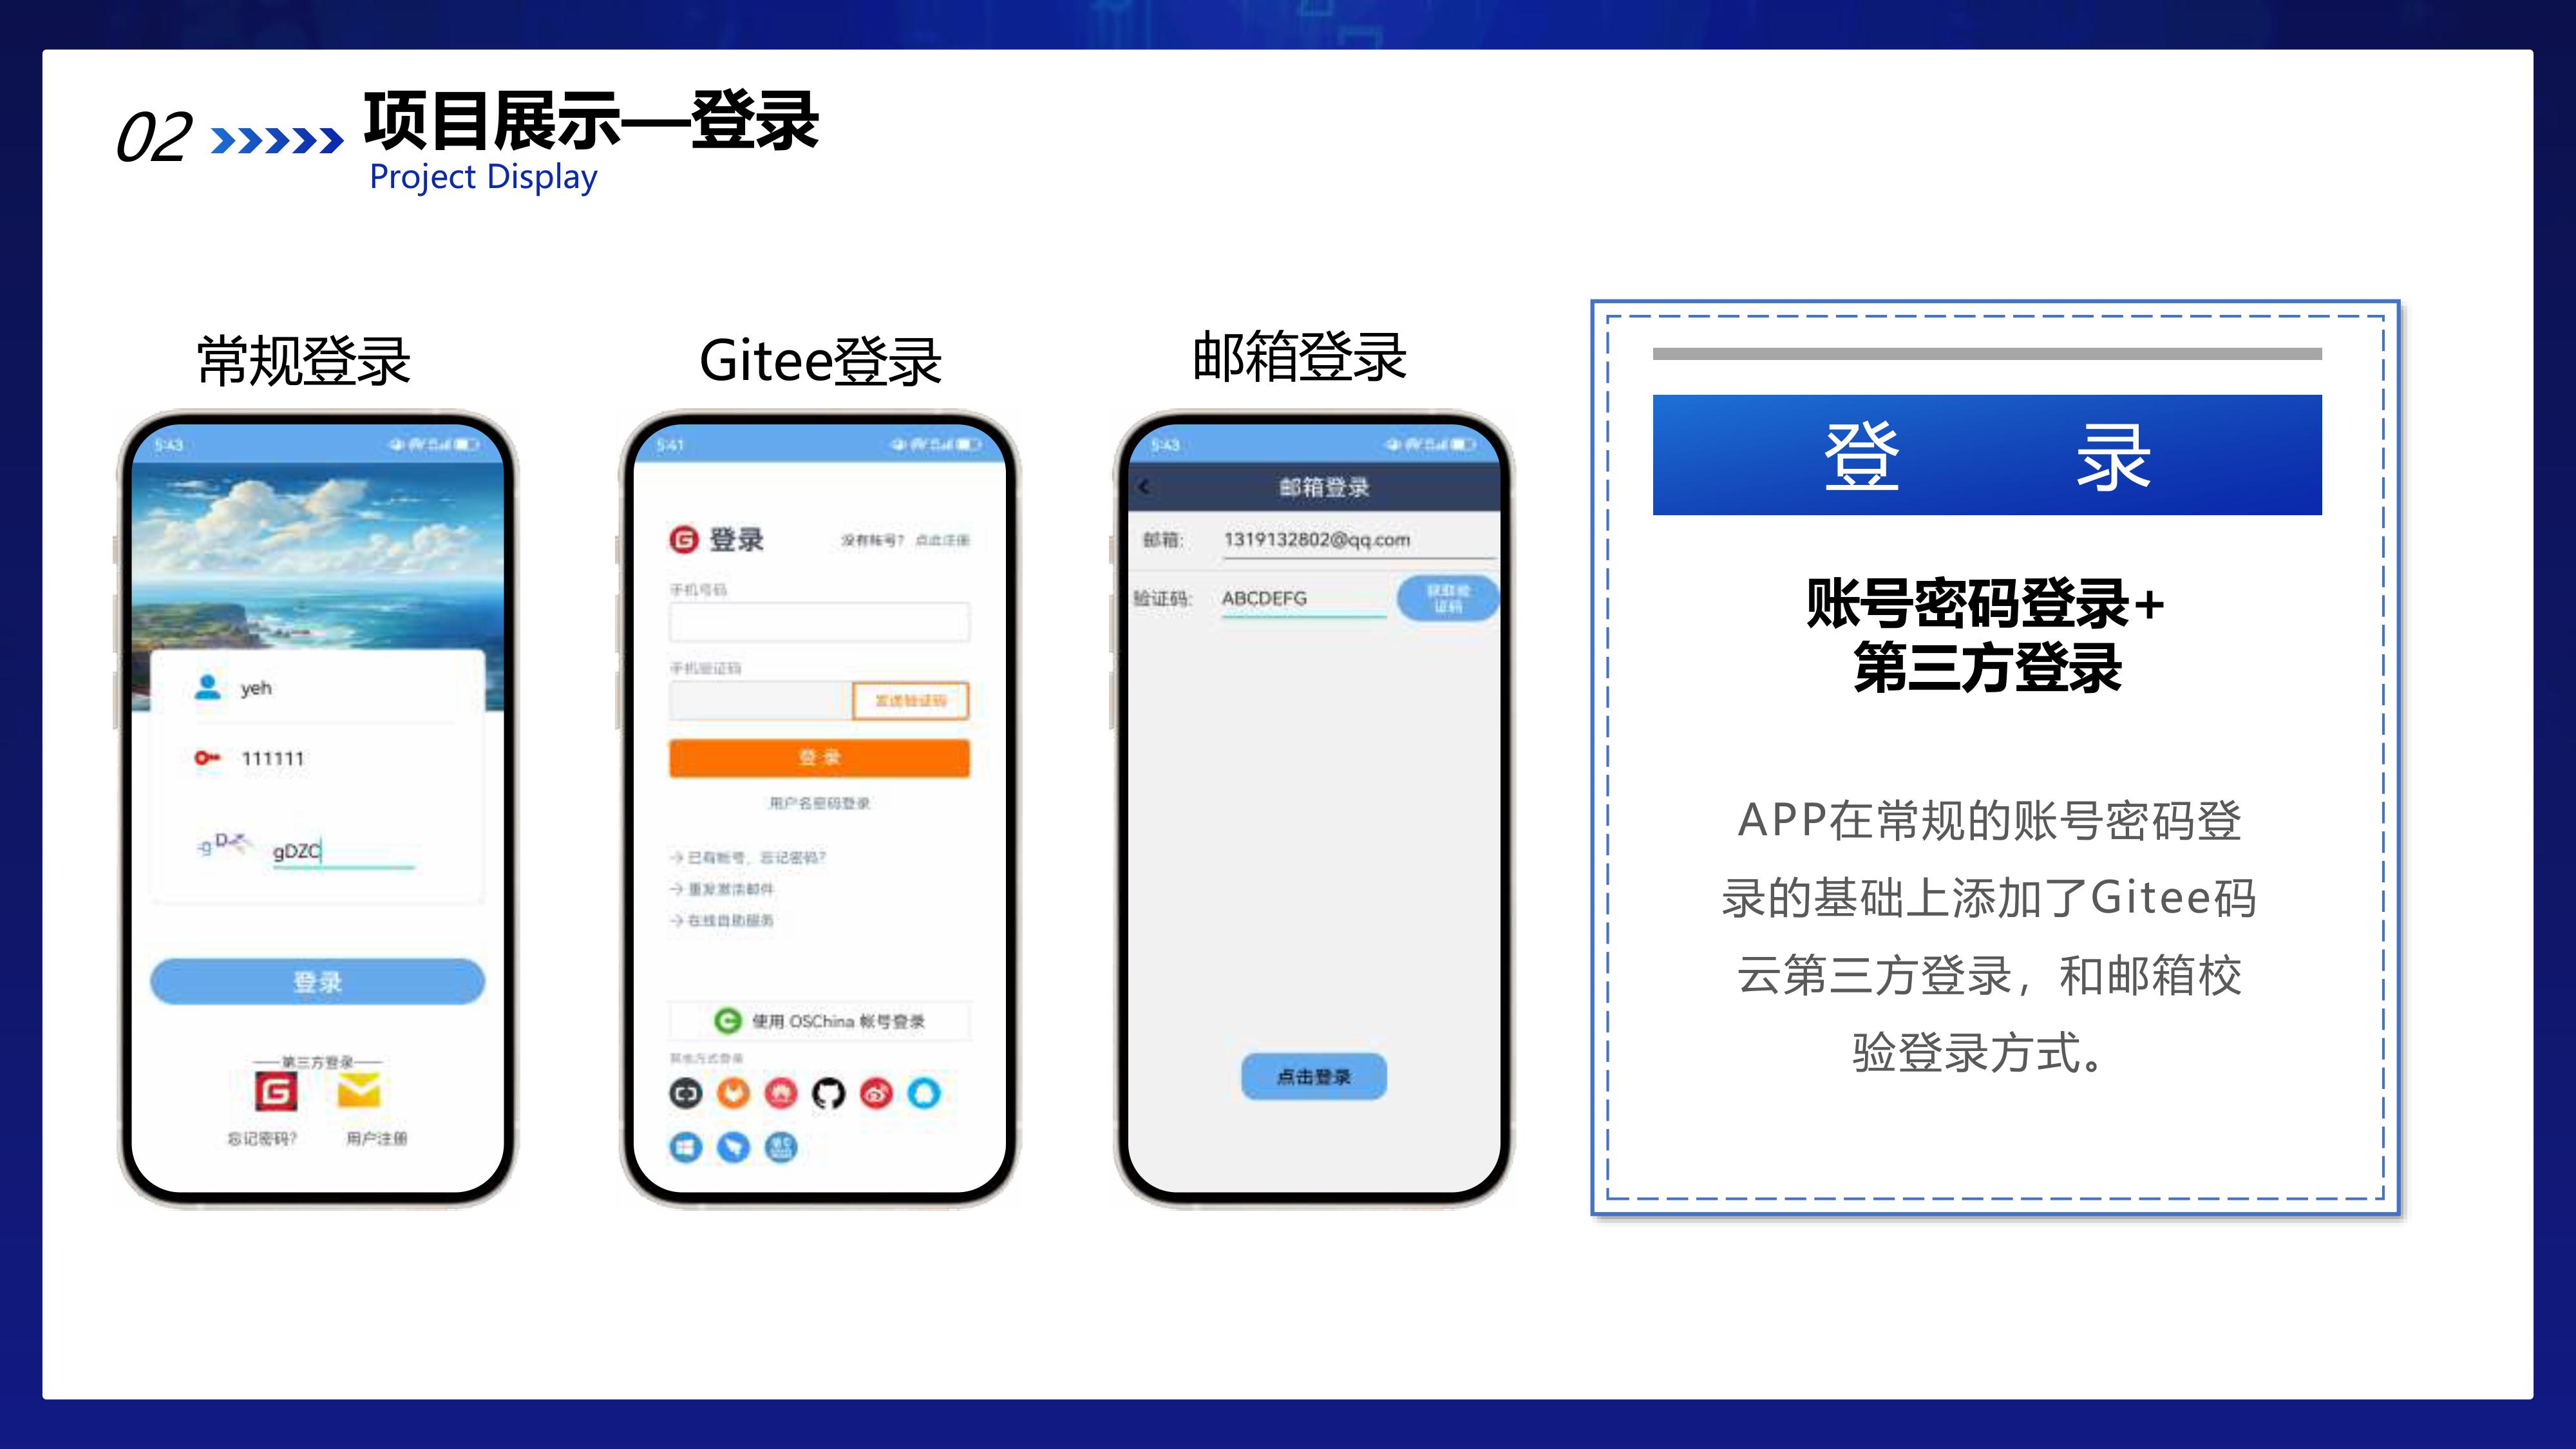 02
项目展示—登录
Project Display
常规登录
5:43
yeh
111111
gDZC
登录
——第三方登录——
忘记密码?
用户注册
Gitee登录
5:41
登录
没有帐号? 点此注册
手机号码
手机验证码
发送验证码
登 录
用户名密码登录
→ 已有帐号，忘记密码?
→ 重发激活邮件
→ 在线自助服务
使用 OSChina 帐号登录
其他方式登录
邮箱登录
5:43
邮箱登录
邮箱: 1319132802@qq.com
验证码: ABCDEFG
获取验
证码
点击登录
登 录
账号密码登录+
第三方登录
APP在常规的账号密码登
录的基础上添加了Gitee码
云第三方登录，和邮箱校
验登录方式。